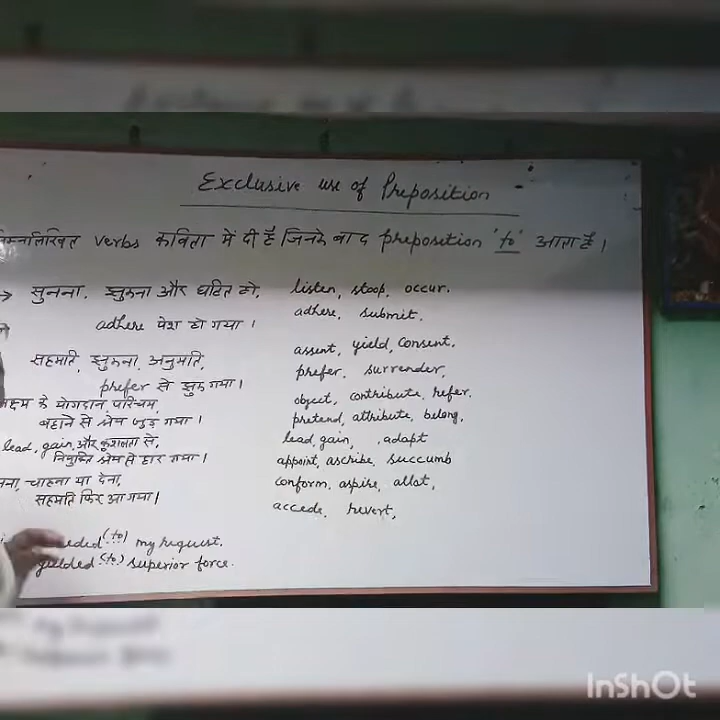 Exclusive use of Preposition
verbs कविता में दी है जिनके बाद preposition 'to' आता है।
→ सुनना, झुकना और घटित हो, listen, stoop, occur.
adhere पेश हो गया। adhere, submit.
सहमति, झुकना, अनुमति, assent, yield, consent.
prefer से झुक गया। prefer, surrender,
के योगदान, परिचय, object, contribute, refer.
बहाने से प्रेम जुड़ गया। pretend, attribute, belong,
lead, gain, और कुशलता से, lead, gain, , adapt
नियुक्ति प्रेम से हार गया। appoint, ascribe, succumb
चाहना या देना, conform, aspire, allot,
सहमति फिर आ गया। accede, revert,
(to) my request.
yielded (to) superior force.
InShOt